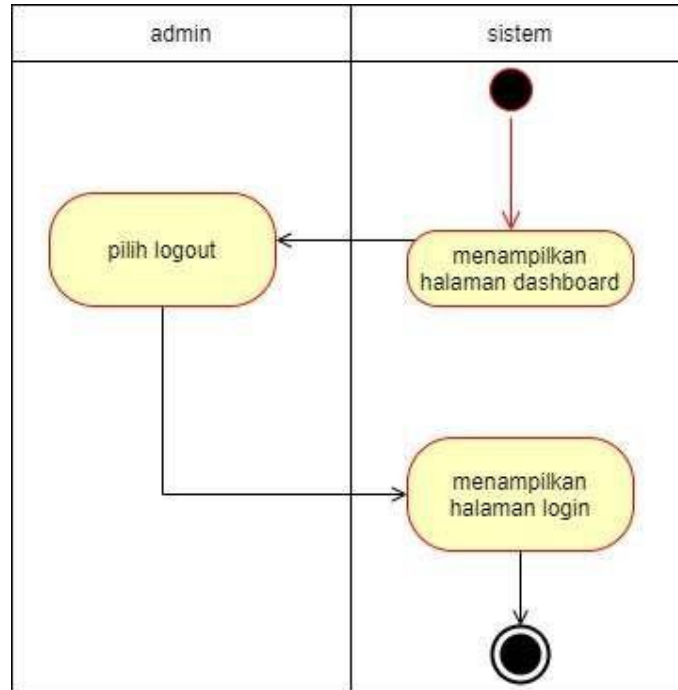 admin
sistem
menampilkan
halaman dashboard
pilih logout
menampilkan
halaman login